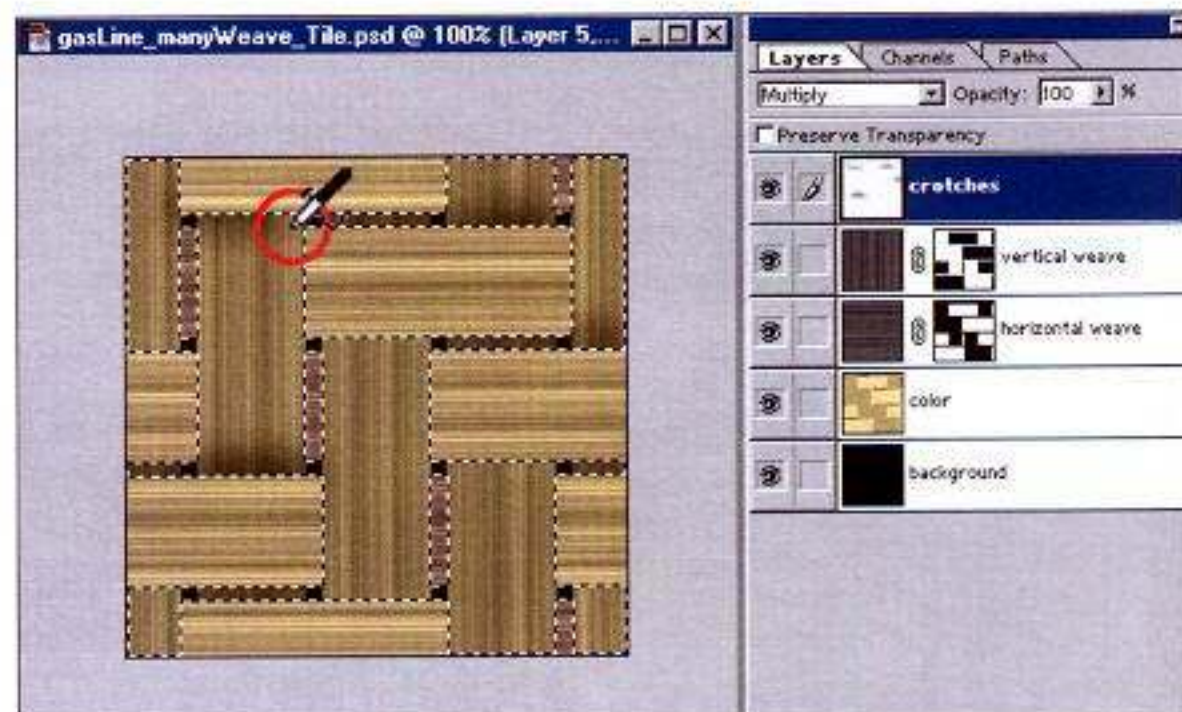 gasLine_manyWeave_Tile.psd @ 100% (Layer 5,...
Layers Channels Paths
Multiply Opacity: 100 %
Preserve Transparency
crotches
vertical weave
horizontal weave
color
background